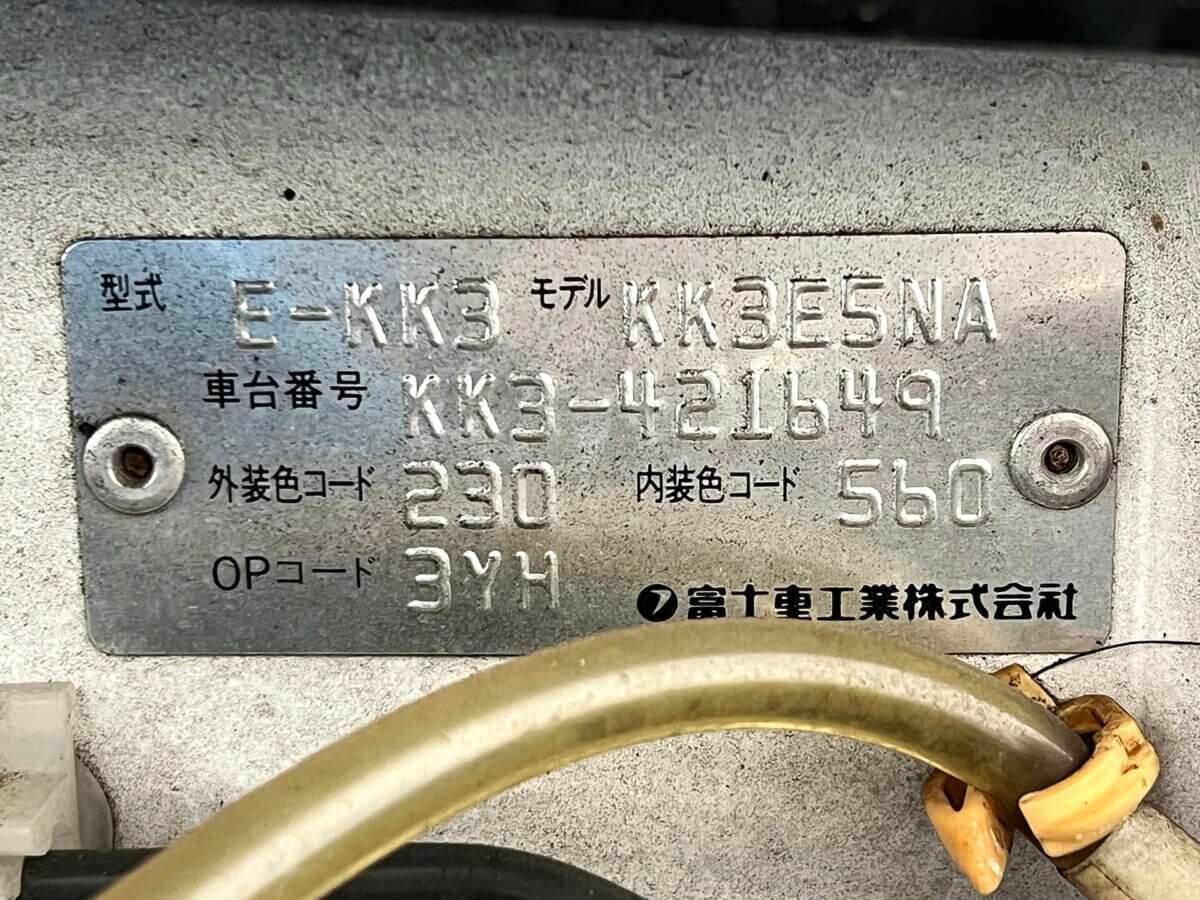 型式 E-KK3 モデル KK3E5NA
車台番号 KK3-421649
外装色コード 230 内装色コード 560
OPコード 3YH
富士重工業株式会社